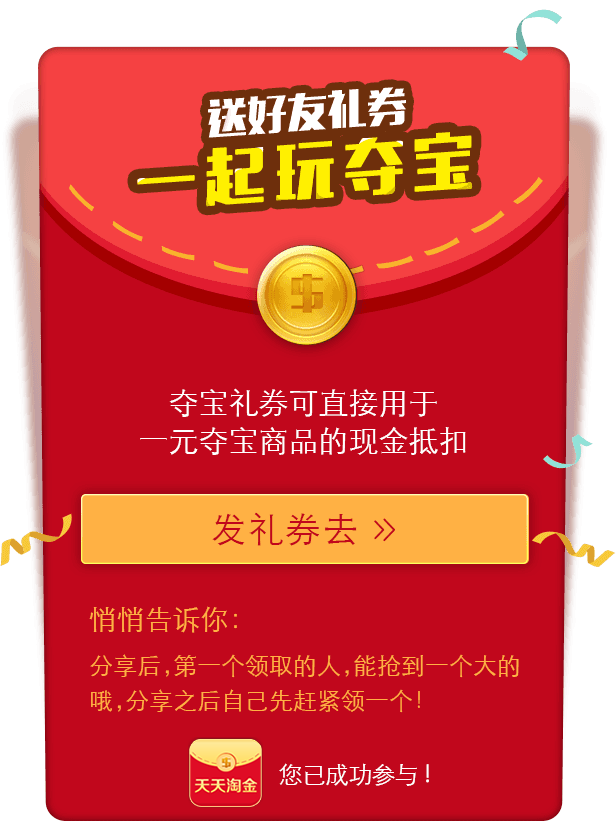 送好友礼券
一起玩夺宝
夺宝礼券可直接用于
一元夺宝商品的现金抵扣
发礼券去 »
悄悄告诉你:
分享后,第一个领取的人,能抢到一个大的
哦,分享之后自己先赶紧领一个!
天天淘金
您已成功参与!